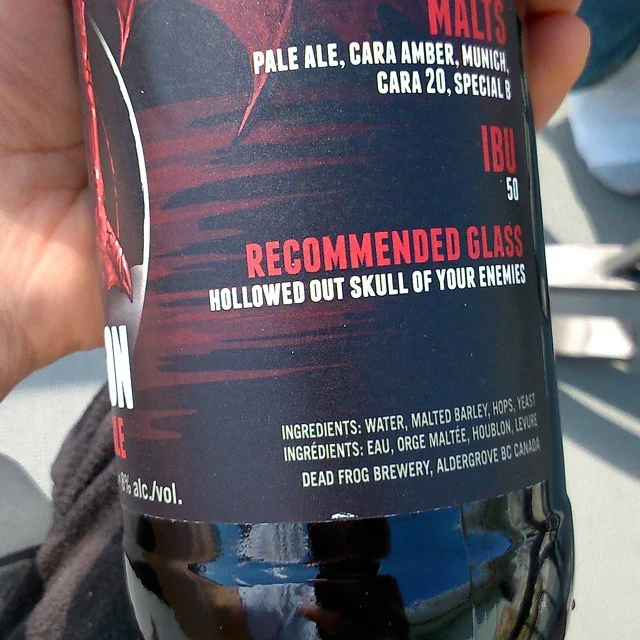 MALTS
PALE ALE, CARA AMBER, MUNICH,
CARA 20, SPECIAL B
IBU
50
RECOMMENDED GLASS
HOLLOWED OUT SKULL OF YOUR ENEMIES
ON
LE
INGREDIENTS: WATER, MALTED BARLEY, HOPS, YEAST
INGRÉDIENTS: EAU, ORGE MALTÉE, HOUBLON, LEVURE
DEAD FROG BREWERY, ALDERGROVE BC CANADA
% alc./vol.